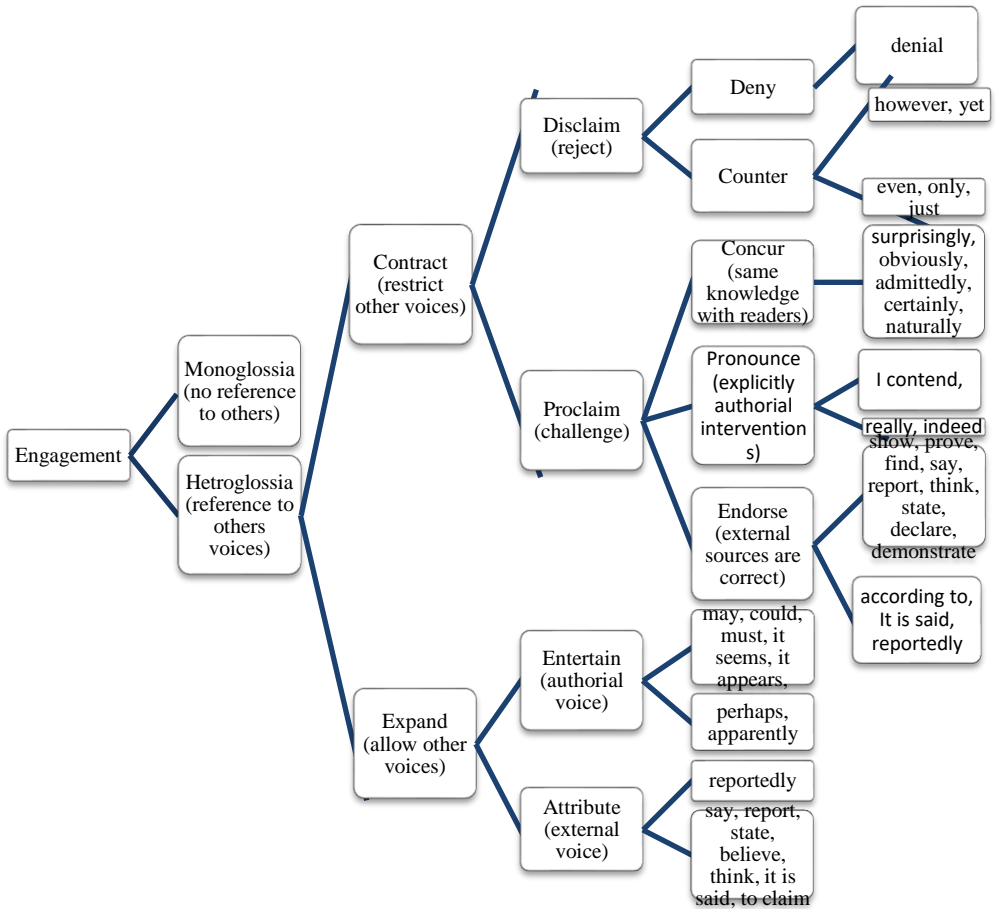 Engagement
Monoglossia
(no reference
to others)
Hetroglossia
(reference to
others
voices)
Contract
(restrict
other voices)
Expand
(allow other
voices)
Disclaim
(reject)
Proclaim
(challenge)
Entertain
(authorial
voice)
Attribute
(external
voice)
Deny
Counter
Concur
(same
knowledge
with readers)
Pronounce
(explicitly
authorial
intervention
s)
Endorse
(external
sources are
correct)
may, could,
must, it
seems, it
appears,
perhaps,
apparently
reportedly
say, report,
state,
believe,
think, it is
said, to claim
denial
however, yet
even, only,
just
surprisingly,
obviously,
admittedly,
certainly,
naturally
I contend,
really, indeed
show, prove,
find, say,
report, think,
state,
declare,
demonstrate
according to,
It is said,
reportedly